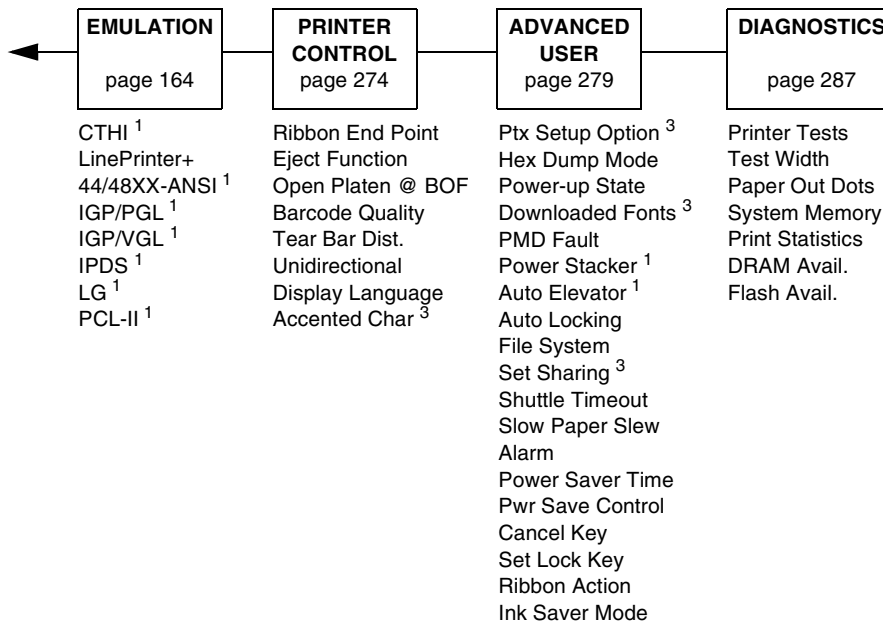 EMULATION
page 164
CTHI 1
LinePrinter+
44/48XX-ANSI 1
IGP/PGL 1
IGP/VGL 1
IPDS 1
LG 1
PCL-II 1
PRINTER
CONTROL
page 274
Ribbon End Point
Eject Function
Open Platen @ BOF
Barcode Quality
Tear Bar Dist.
Unidirectional
Display Language
Accented Char 3
ADVANCED
USER
page 279
Ptx Setup Option 3
Hex Dump Mode
Power-up State
Downloaded Fonts 3
PMD Fault
Power Stacker 1
Auto Elevator 1
Auto Locking
File System
Set Sharing 3
Shuttle Timeout
Slow Paper Slew
Alarm
Power Saver Time
Pwr Save Control
Cancel Key
Set Lock Key
Ribbon Action
Ink Saver Mode
DIAGNOSTICS
page 287
Printer Tests
Test Width
Paper Out Dots
System Memory
Print Statistics
DRAM Avail.
Flash Avail.